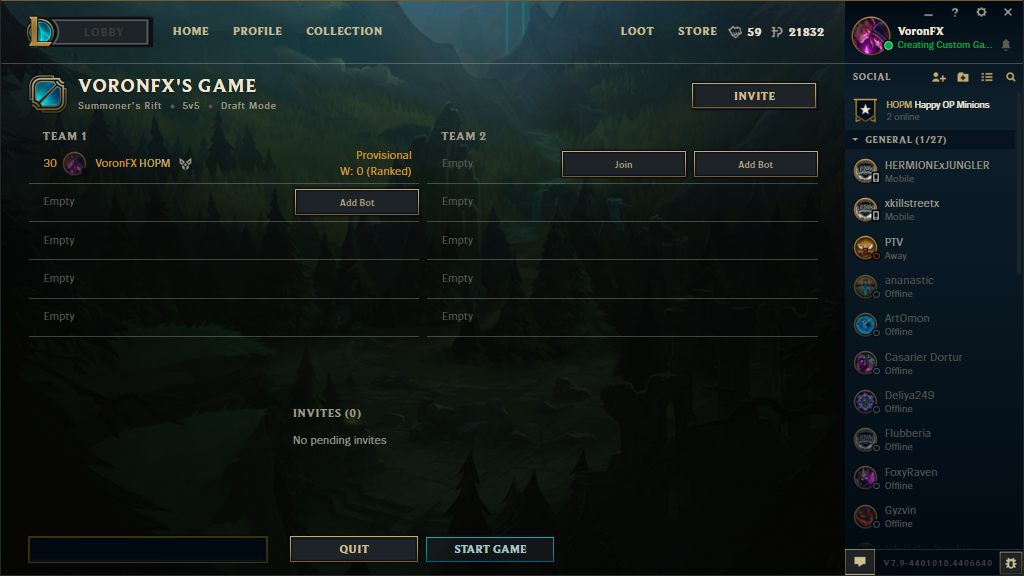 LOBBY
HOME
PROFILE
COLLECTION
LOOT
STORE
59
21832
?
VoronFX
Creating Custom Ga...
VORONFX'S GAME
Summoner's Rift • 5v5 • Draft Mode
INVITE
SOCIAL
HOPM Happy OP Minions
2 online
GENERAL (1/27)
TEAM 1
30 VoronFX HOPM
Provisional
W: 0 (Ranked)
Empty
Add Bot
Empty
Empty
Empty
TEAM 2
Empty
Join
Add Bot
Empty
Empty
Empty
Empty
HERMIONExJUNGLER
Mobile
xkillstreetx
Mobile
PTV
Away
ananastic
Offline
ArtOmon
Offline
Casarier Dortur
Offline
Deliya249
Offline
Flubberia
Offline
FoxyRaven
Offline
Gyzvin
Offline
INVITES (0)
No pending invites
QUIT
START GAME
V7.9-4401018.4406640